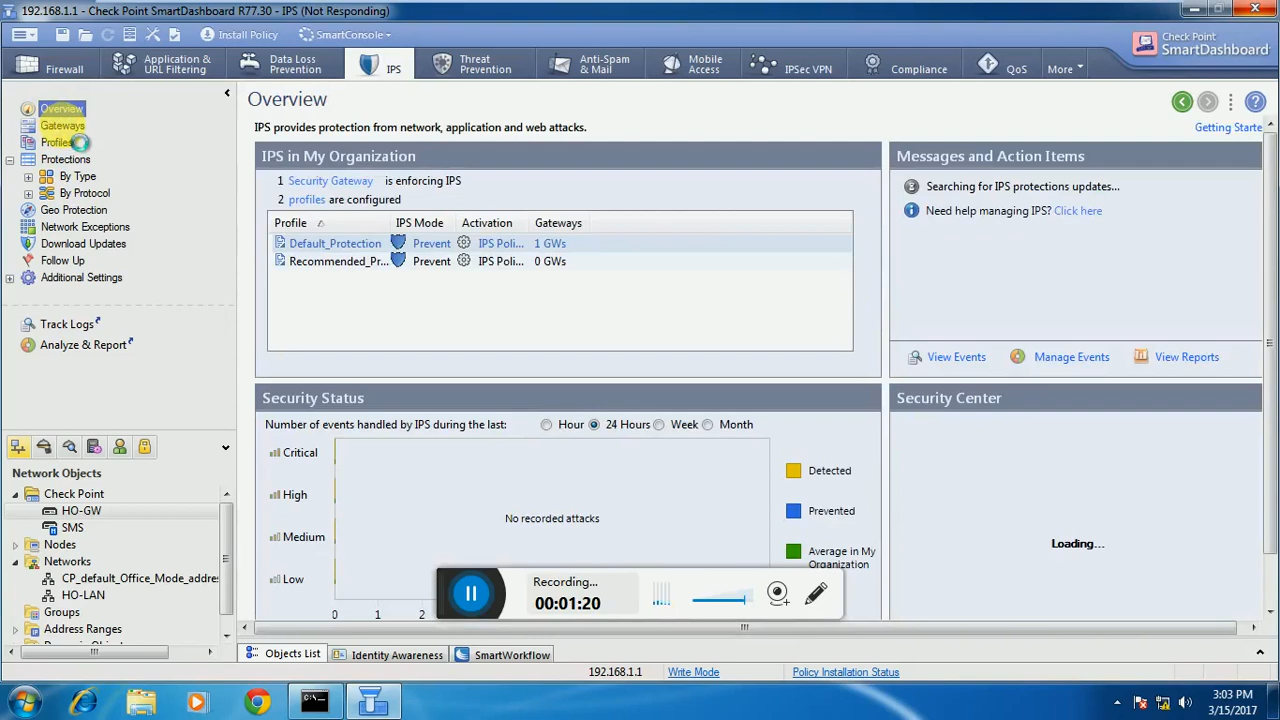 192.168.1.1 - Check Point SmartDashboard R77.30 - IPS (Not Responding)
Install Policy
SmartConsole
Check Point
SmartDashboard
Firewall
Application &
URL Filtering
Data Loss
Prevention
IPS
Threat
Prevention
Anti-Spam
& Mail
Mobile
Access
IPSec VPN
Compliance
QoS
More
Overview
Gateways
Profiles
Protections
By Type
By Protocol
Geo Protection
Network Exceptions
Download Updates
Follow Up
Additional Settings
Track Logs
Analyze & Report
Network Objects
Check Point
HO-GW
SMS
Nodes
Networks
CP_default_Office_Mode_addre
HO-LAN
Groups
Address Ranges
Overview
IPS provides protection from network, application and web attacks.
Getting Starte
IPS in My Organization
1 Security Gateway is enforcing IPS
2 profiles are configured
Profile IPS Mode Activation Gateways
Default_Protection Prevent IPS Poli... 1 GWs
Recommended_Pr... Prevent IPS Poli... 0 GWs
Messages and Action Items
Searching for IPS protections updates...
Need help managing IPS? Click here
View Events Manage Events View Reports
Security Status
Number of events handled by IPS during the last: Hour 24 Hours Week Month
Critical
High
Medium
Low
No recorded attacks
0 1 2
Detected
Prevented
Average in My
Organization
Security Center
Loading...
Recording...
00:01:20
Objects List Identity Awareness SmartWorkflow
192.168.1.1 Write Mode Policy Installation Status
3:03 PM
3/15/2017